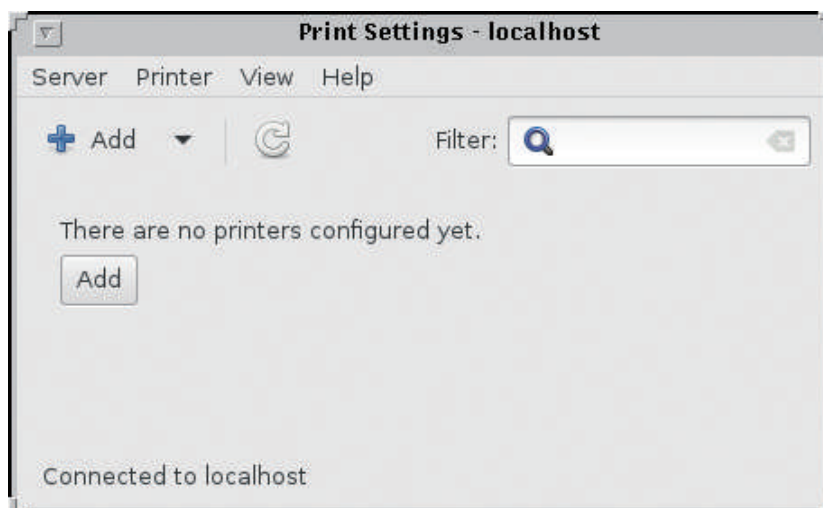 Print Settings - localhost
Server Printer View Help
Add Filter:
There are no printers configured yet.
Add
Connected to localhost